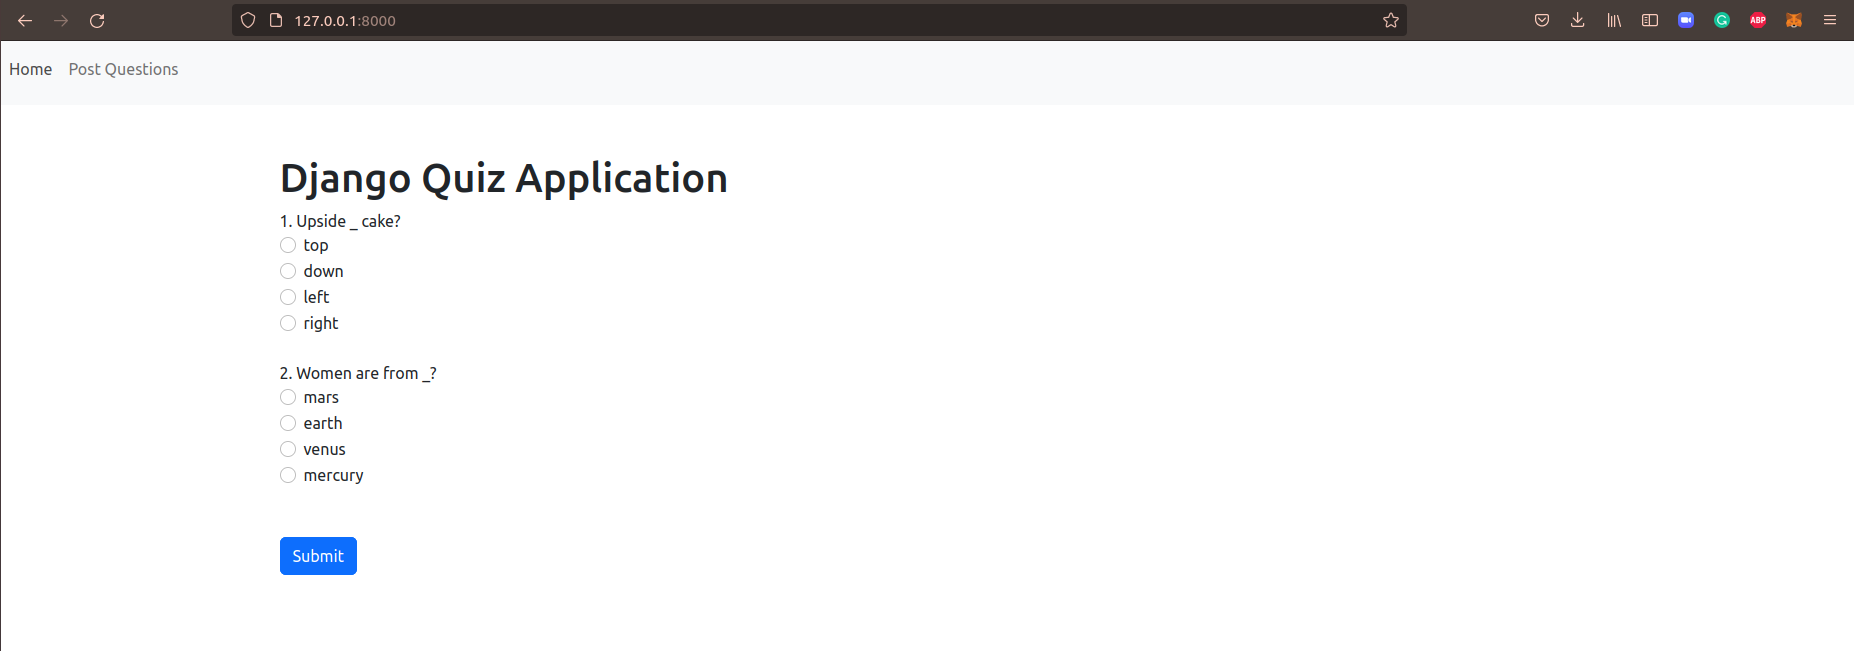 127.0.0.1:8000
ABP
Home Post Questions
Django Quiz Application
1. Upside _ cake?
top
down
left
right
2. Women are from _?
mars
earth
venus
mercury
Submit